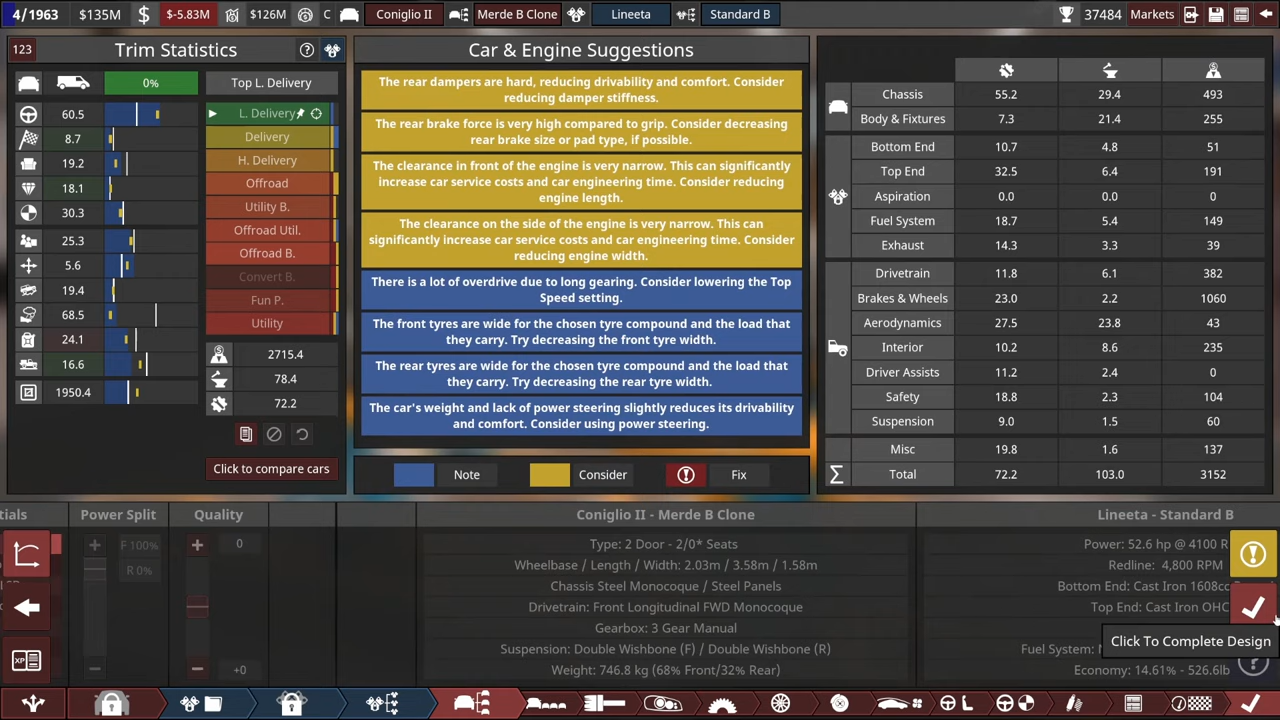 4/1963
$135M
$-5.83M
$126M
C
Coniglio II
Merde B Clone
Lineeta
Standard B
37484
Markets
123
Trim Statistics
0%
Top L. Delivery
60.5
8.7
19.2
18.1
30.3
25.3
5.6
19.4
68.5
24.1
16.6
1950.4
L. Delivery
Delivery
H. Delivery
Offroad
Utility B.
Offroad Util.
Offroad B.
Convert B.
Fun P.
Utility
2715.4
78.4
72.2
Click to compare cars
Car & Engine Suggestions
The rear dampers are hard, reducing drivability and comfort. Consider
reducing damper stiffness.
The rear brake force is very high compared to grip. Consider decreasing
rear brake size or pad type, if possible.
The clearance in front of the engine is very narrow. This can significantly
increase car service costs and car engineering time. Consider reducing
engine length.
The clearance on the side of the engine is very narrow. This can
significantly increase car service costs and car engineering time. Consider
reducing engine width.
There is a lot of overdrive due to long gearing. Consider lowering the Top
Speed setting.
The front tyres are wide for the chosen tyre compound and the load that
they carry. Try decreasing the front tyre width.
The rear tyres are wide for the chosen tyre compound and the load that
they carry. Try decreasing the rear tyre width.
The car's weight and lack of power steering slightly reduces its drivability
and comfort. Consider using power steering.
Note
Consider
Fix
Chassis 55.2 29.4 493
Body & Fixtures 7.3 21.4 255
Bottom End 10.7 4.8 51
Top End 32.5 6.4 191
Aspiration 0.0 0.0 0
Fuel System 18.7 5.4 149
Exhaust 14.3 3.3 39
Drivetrain 11.8 6.1 382
Brakes & Wheels 23.0 2.2 1060
Aerodynamics 27.5 23.8 43
Interior 10.2 8.6 235
Driver Assists 11.2 2.4 0
Safety 18.8 2.3 104
Suspension 9.0 1.5 60
Misc 19.8 1.6 137
Σ Total 72.2 103.0 3152
tials
Power Split
F 100%
R 0%
Quality
0
+0
Coniglio II - Merde B Clone
Type: 2 Door - 2/0* Seats
Wheelbase / Length / Width: 2.03m / 3.58m / 1.58m
Chassis Steel Monocoque / Steel Panels
Drivetrain: Front Longitudinal FWD Monocoque
Gearbox: 3 Gear Manual
Suspension: Double Wishbone (F) / Double Wishbone (R)
Weight: 746.8 kg (68% Front/32% Rear)
Lineeta - Standard B
Power: 52.6 hp @ 4100 R
Redline: 4,800 RPM
Bottom End: Cast Iron 1608cc
Top End: Cast Iron OHC
Fuel System:
Economy: 14.61% - 526.6lb
Click To Complete Design
XP